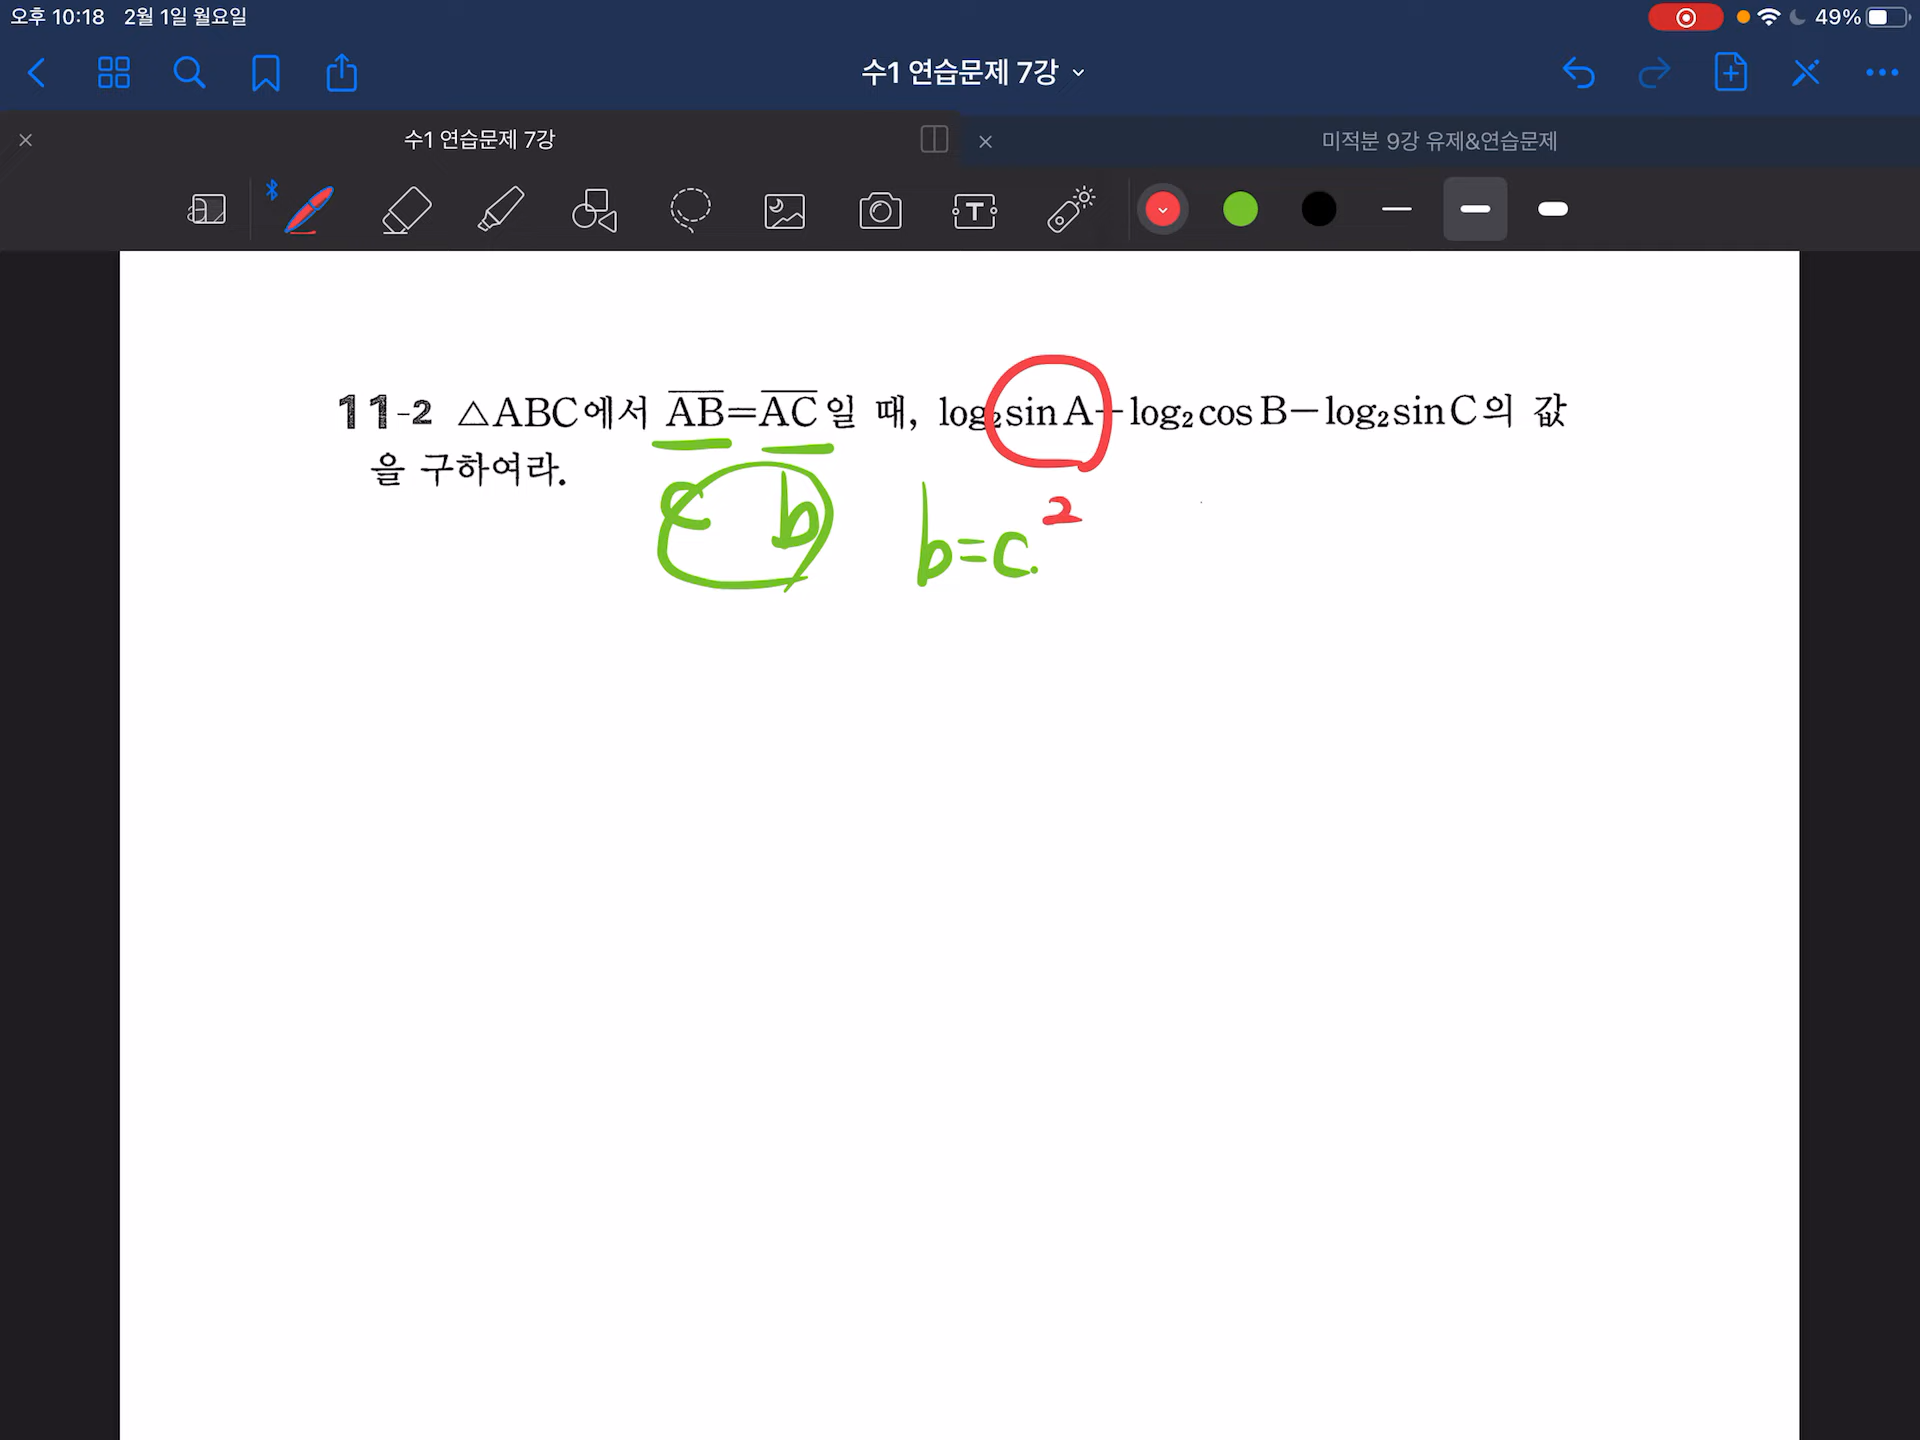 오후 10:18 2월 1일 월요일
49%
수1 연습문제 7강
수1 연습문제 7강
미적분 9강 유제&연습문제
11-2 △ABC에서 AB=AC일 때, log₂sin A-log₂cos B-log₂sin C의 값
을 구하여라.
c b
b=c.
2